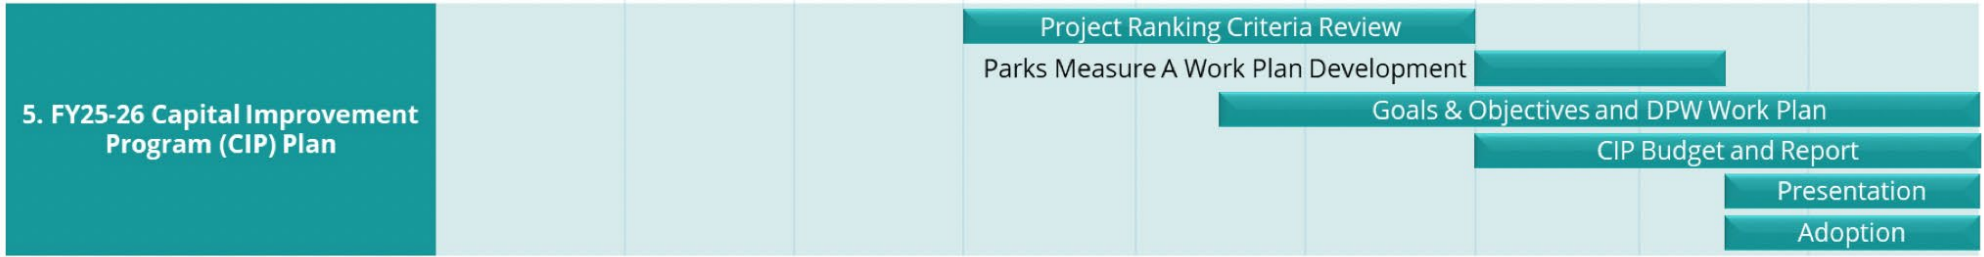 5. FY25-26 Capital Improvement
Program (CIP) Plan
Project Ranking Criteria Review
Parks Measure A Work Plan Development
Goals & Objectives and DPW Work Plan
CIP Budget and Report
Presentation
Adoption